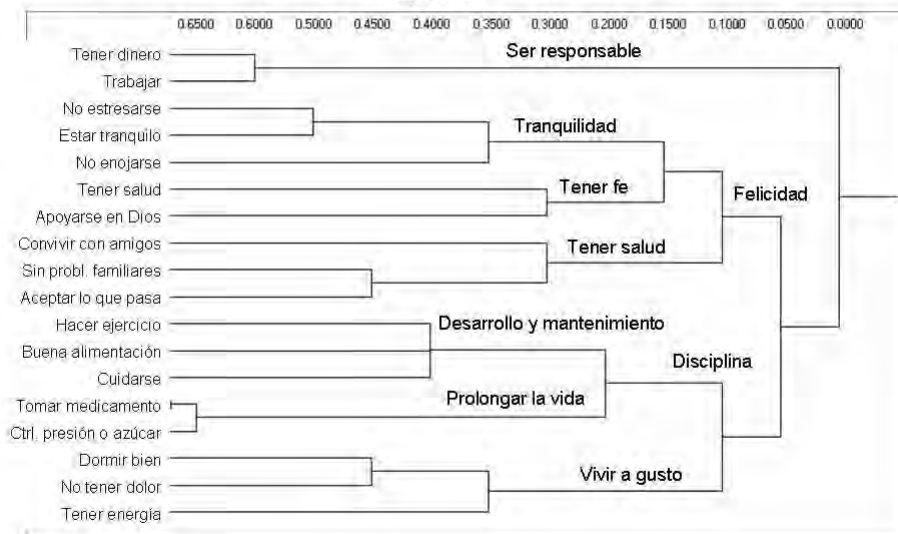 0.6500 0.6000 0.5000 0.4500 0.4000 0.3500 0.3000 0.2000 0.1500 0.1000 0.0500 0.0000
Ser responsable
Tener dinero
Trabajar
No estresarse
Tranquilidad
Estar tranquilo
No enojarse
Tener salud
Tener fe
Felicidad
Apoyarse en Dios
Convivir con amigos
Tener salud
Sin probl. familiares
Aceptar lo que pasa
Hacer ejercicio
Desarrollo y mantenimiento
Buena alimentación
Disciplina
Cuidarse
Prolongar la vida
Tomar medicamento
Ctrl. presión o azúcar
Dormir bien
Vivir a gusto
No tener dolor
Tener energía